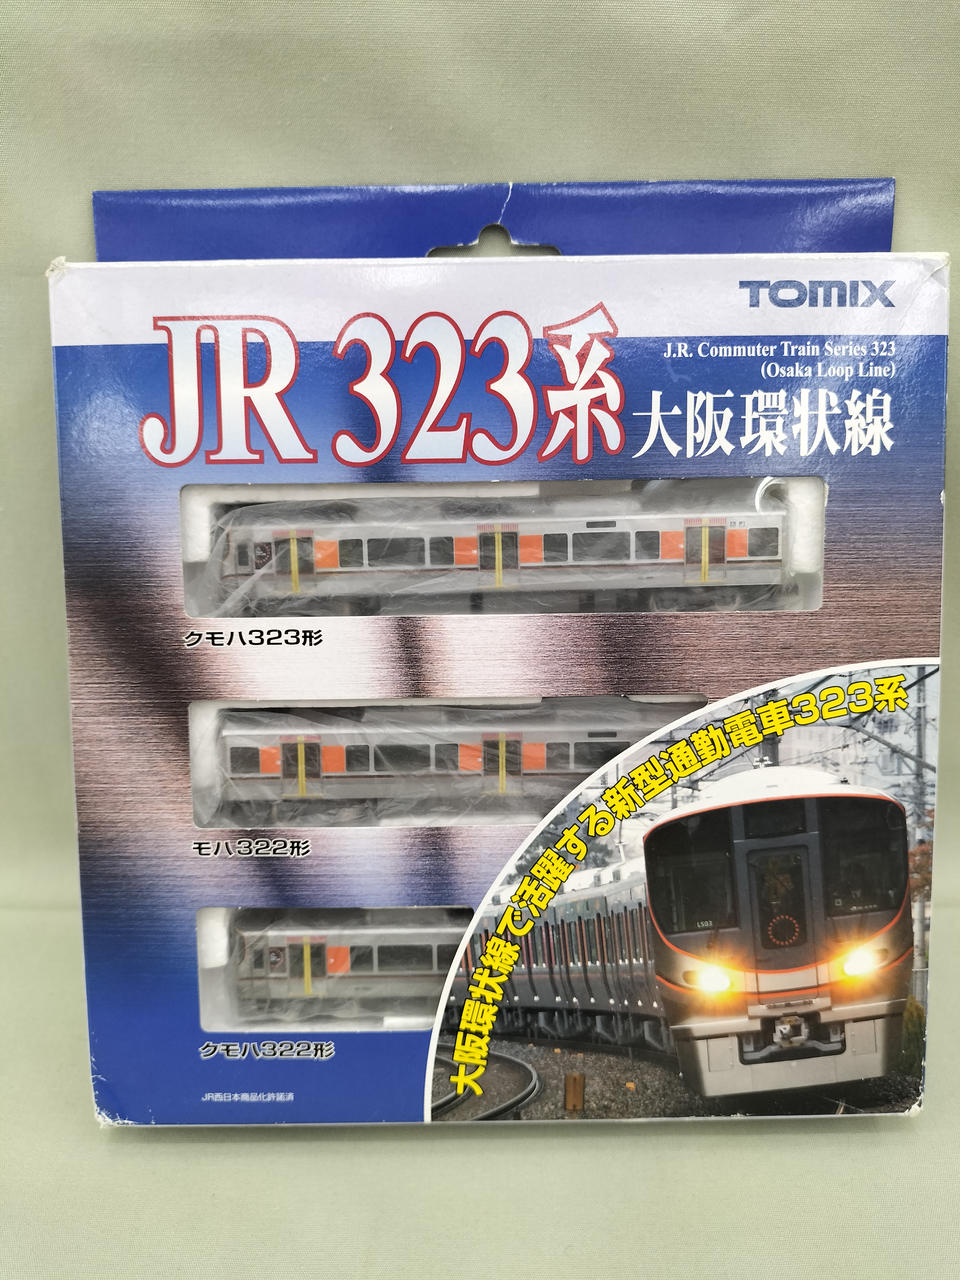 TOMIX
JR 323系
J.R. Commuter Train Series 323
(Osaka Loop Line)
大阪環状線
クモハ323形
モハ322形
クモハ322形
大阪環状線で活躍する新型通勤電車323系
LS03
JR西日本商品化許諾済